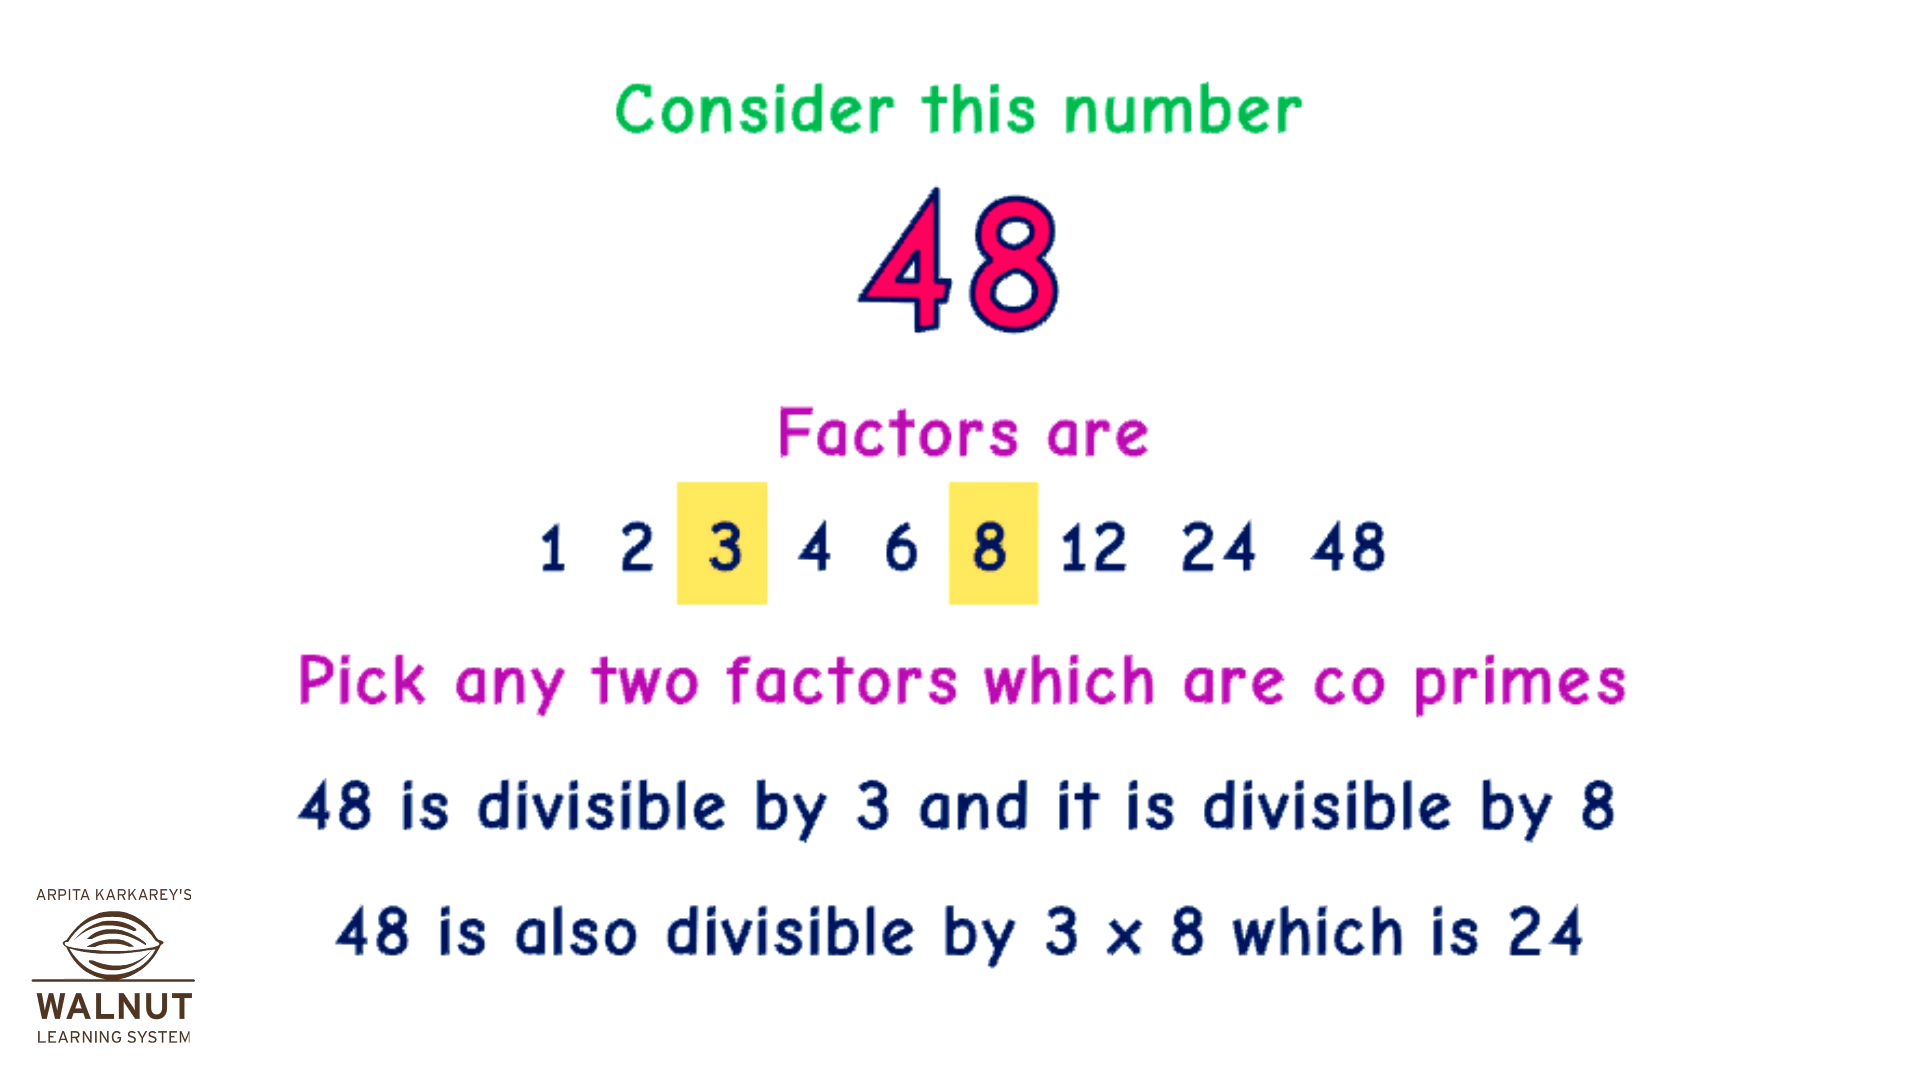 Consider this number
48
Factors are
1 2 3 4 6 8 12 24 48
Pick any two factors which are co primes
48 is divisible by 3 and it is divisible by 8
48 is also divisible by 3 x 8 which is 24
ARPITA KARKAREY'S
WALNUT
LEARNING SYSTEM